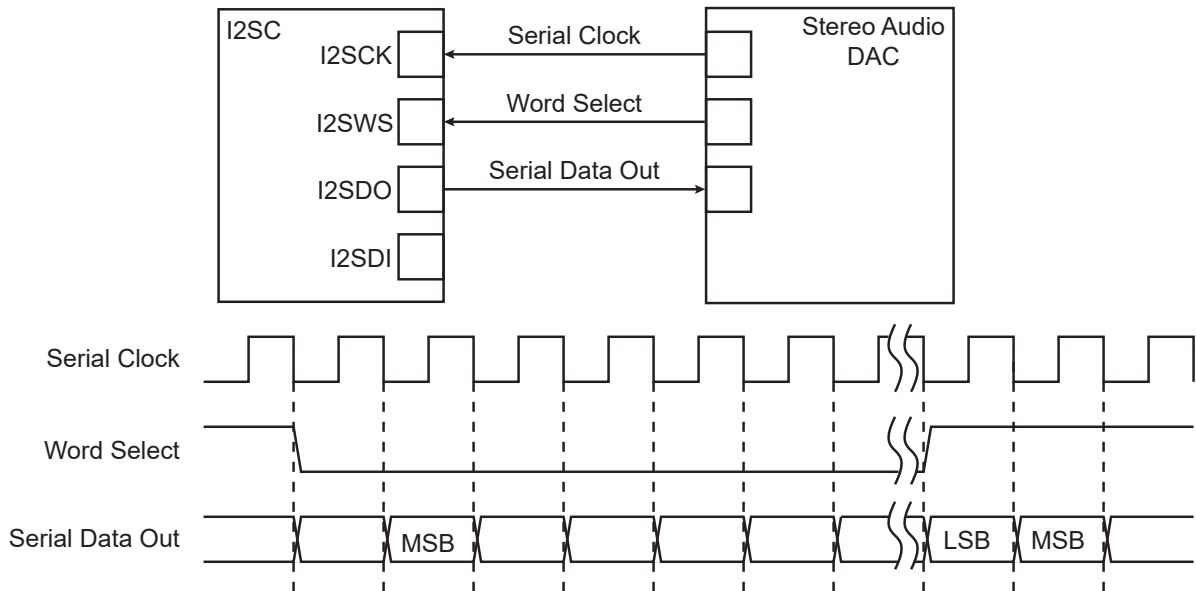 I2SC
Stereo Audio
DAC
I2SCK
Serial Clock
I2SWS
Word Select
I2SDO
Serial Data Out
I2SDI
Serial Clock
Word Select
Serial Data Out
MSB
LSB
MSB